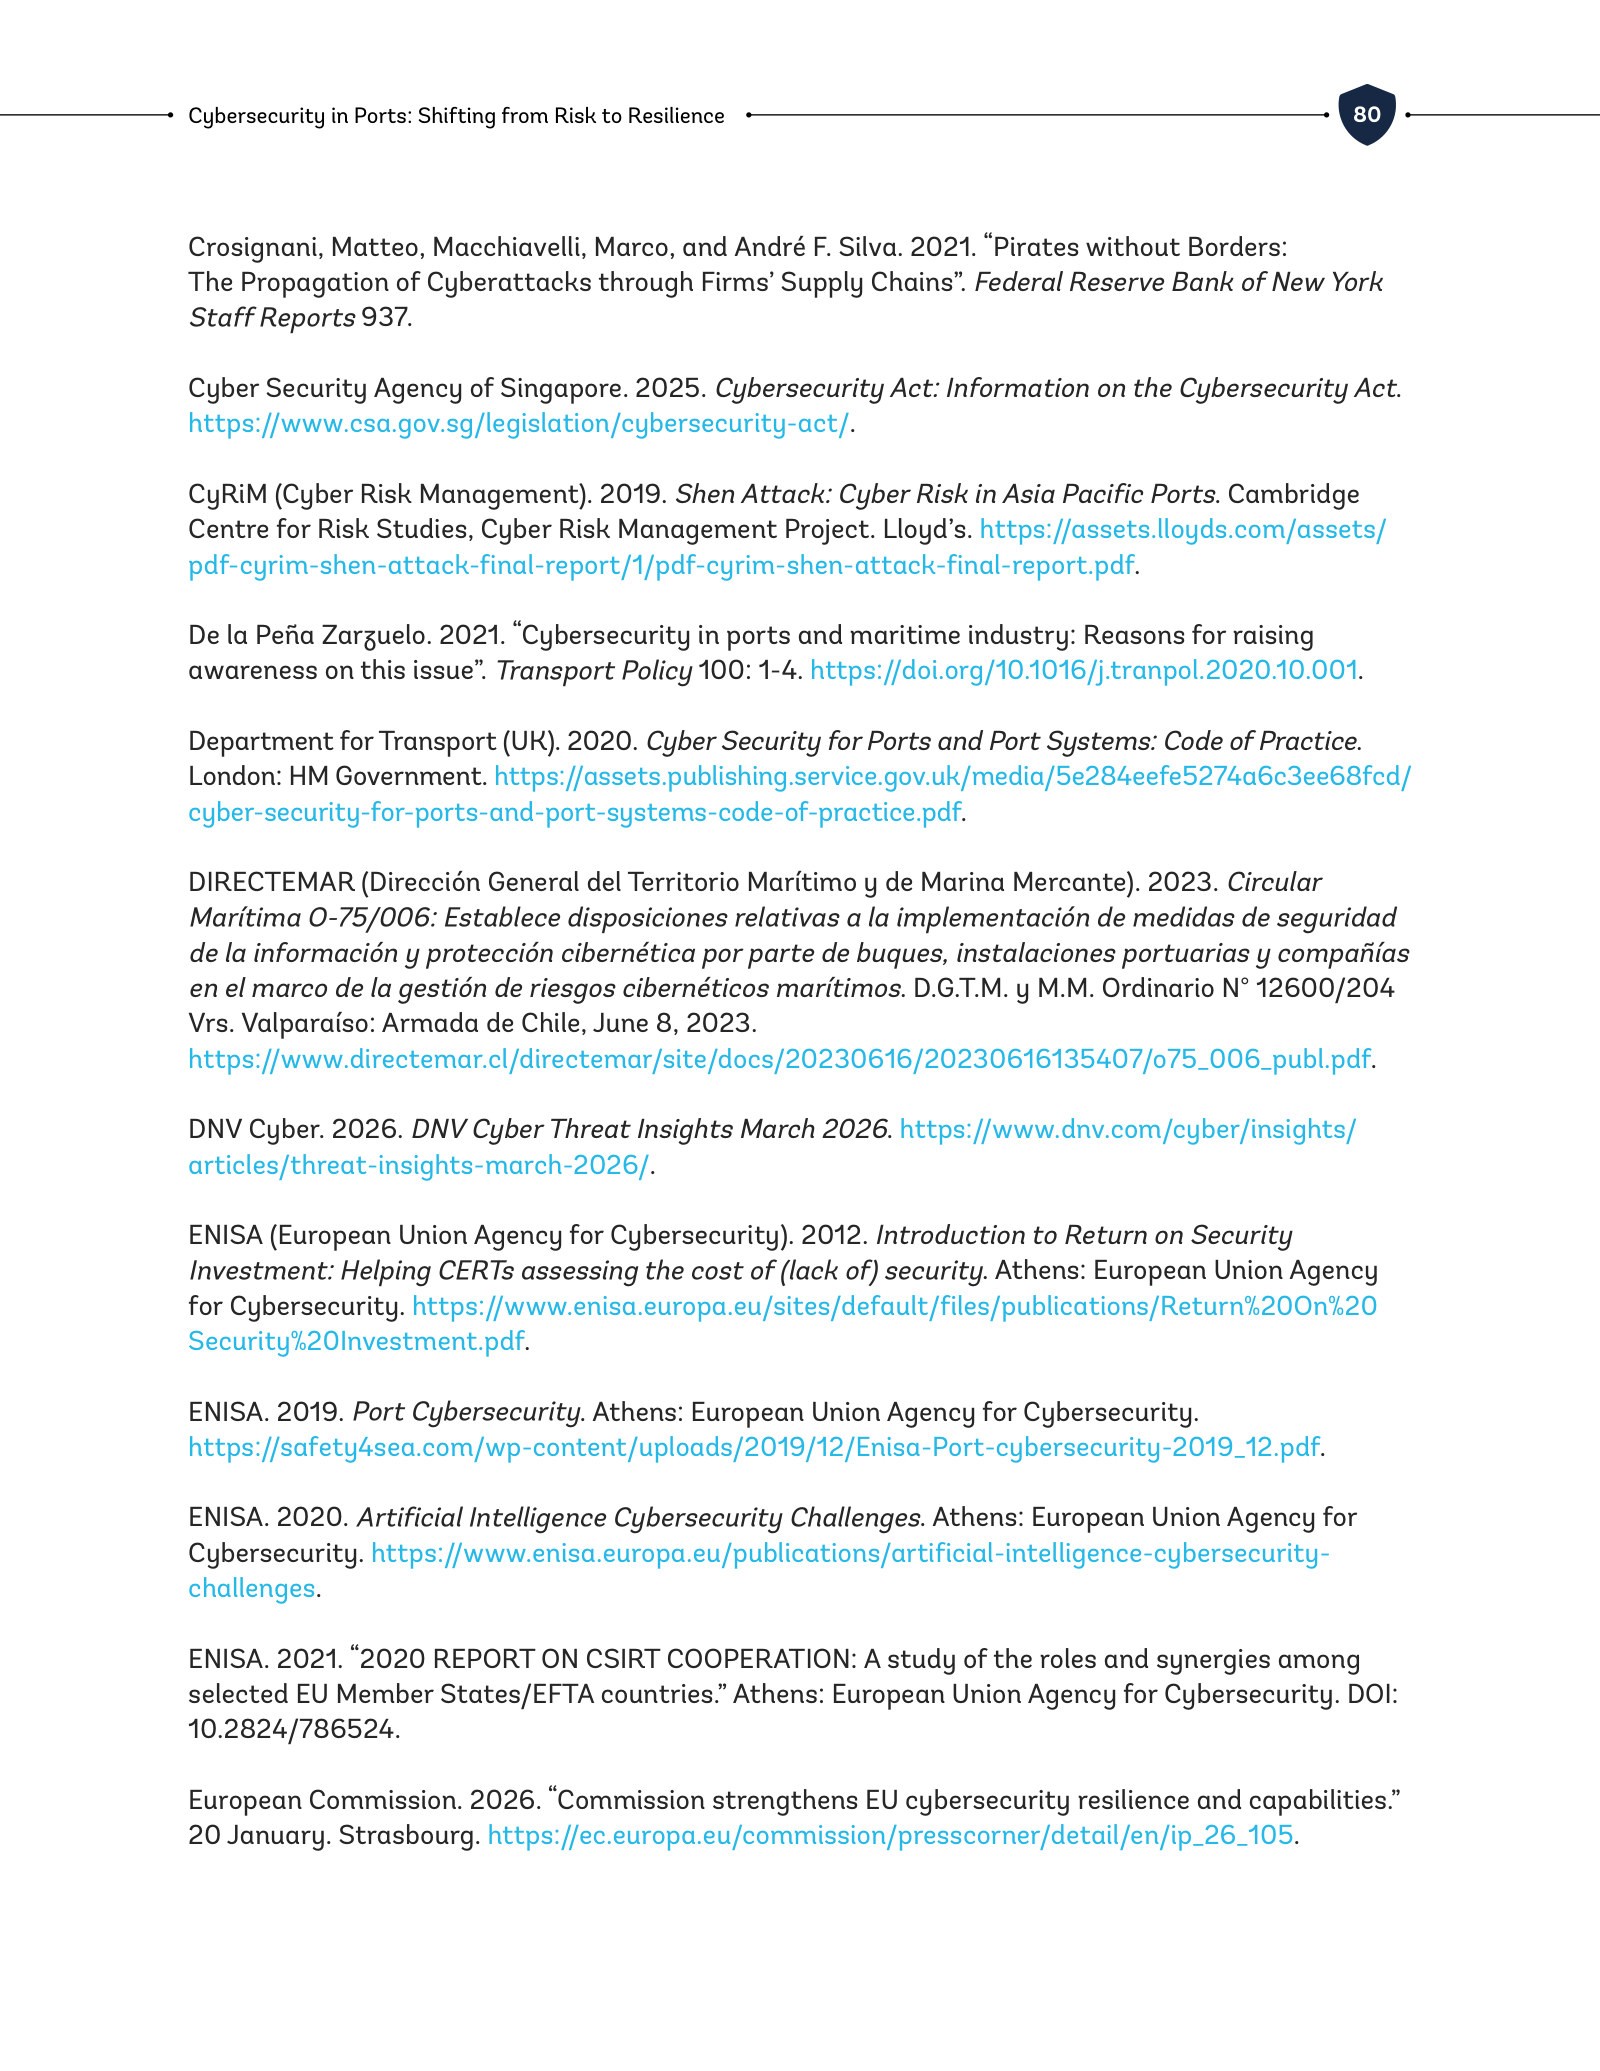 Cybersecurity in Ports: Shifting from Risk to Resilience
80
Crosignani, Matteo, Macchiavelli, Marco, and André F. Silva. 2021. “Pirates without Borders:
The Propagation of Cyberattacks through Firms’ Supply Chains”. Federal Reserve Bank of New York
Staff Reports 937.
Cyber Security Agency of Singapore. 2025. Cybersecurity Act: Information on the Cybersecurity Act.
https://www.csa.gov.sg/legislation/cybersecurity-act/.
CyRiM (Cyber Risk Management). 2019. Shen Attack: Cyber Risk in Asia Pacific Ports. Cambridge
Centre for Risk Studies, Cyber Risk Management Project. Lloyd’s. https://assets.lloyds.com/assets/
pdf-cyrim-shen-attack-final-report/1/pdf-cyrim-shen-attack-final-report.pdf.
De la Peña Zarzuelo. 2021. “Cybersecurity in ports and maritime industry: Reasons for raising
awareness on this issue”. Transport Policy 100: 1-4. https://doi.org/10.1016/j.tranpol.2020.10.001.
Department for Transport (UK). 2020. Cyber Security for Ports and Port Systems: Code of Practice.
London: HM Government. https://assets.publishing.service.gov.uk/media/5e284eefe5274a6c3ee68fcd/
cyber-security-for-ports-and-port-systems-code-of-practice.pdf.
DIRECTEMAR (Dirección General del Territorio Marítimo y de Marina Mercante). 2023. Circular
Marítima O-75/006: Establece disposiciones relativas a la implementación de medidas de seguridad
de la información y protección cibernética por parte de buques, instalaciones portuarias y compañías
en el marco de la gestión de riesgos cibernéticos marítimos. D.G.T.M. y M.M. Ordinario N° 12600/204
Vrs. Valparaíso: Armada de Chile, June 8, 2023.
https://www.directemar.cl/directemar/site/docs/20230616/20230616135407/o75_006_publ.pdf.
DNV Cyber. 2026. DNV Cyber Threat Insights March 2026. https://www.dnv.com/cyber/insights/
articles/threat-insights-march-2026/.
ENISA (European Union Agency for Cybersecurity). 2012. Introduction to Return on Security
Investment: Helping CERTs assessing the cost of (lack of) security. Athens: European Union Agency
for Cybersecurity. https://www.enisa.europa.eu/sites/default/files/publications/Return%20On%20
Security%20Investment.pdf.
ENISA. 2019. Port Cybersecurity. Athens: European Union Agency for Cybersecurity.
https://safety4sea.com/wp-content/uploads/2019/12/Enisa-Port-cybersecurity-2019_12.pdf.
ENISA. 2020. Artificial Intelligence Cybersecurity Challenges. Athens: European Union Agency for
Cybersecurity. https://www.enisa.europa.eu/publications/artificial-intelligence-cybersecurity-
challenges.
ENISA. 2021. “2020 REPORT ON CSIRT COOPERATION: A study of the roles and synergies among
selected EU Member States/EFTA countries.” Athens: European Union Agency for Cybersecurity. DOI:
10.2824/786524.
European Commission. 2026. “Commission strengthens EU cybersecurity resilience and capabilities.”
20 January. Strasbourg. https://ec.europa.eu/commission/presscorner/detail/en/ip_26_105.